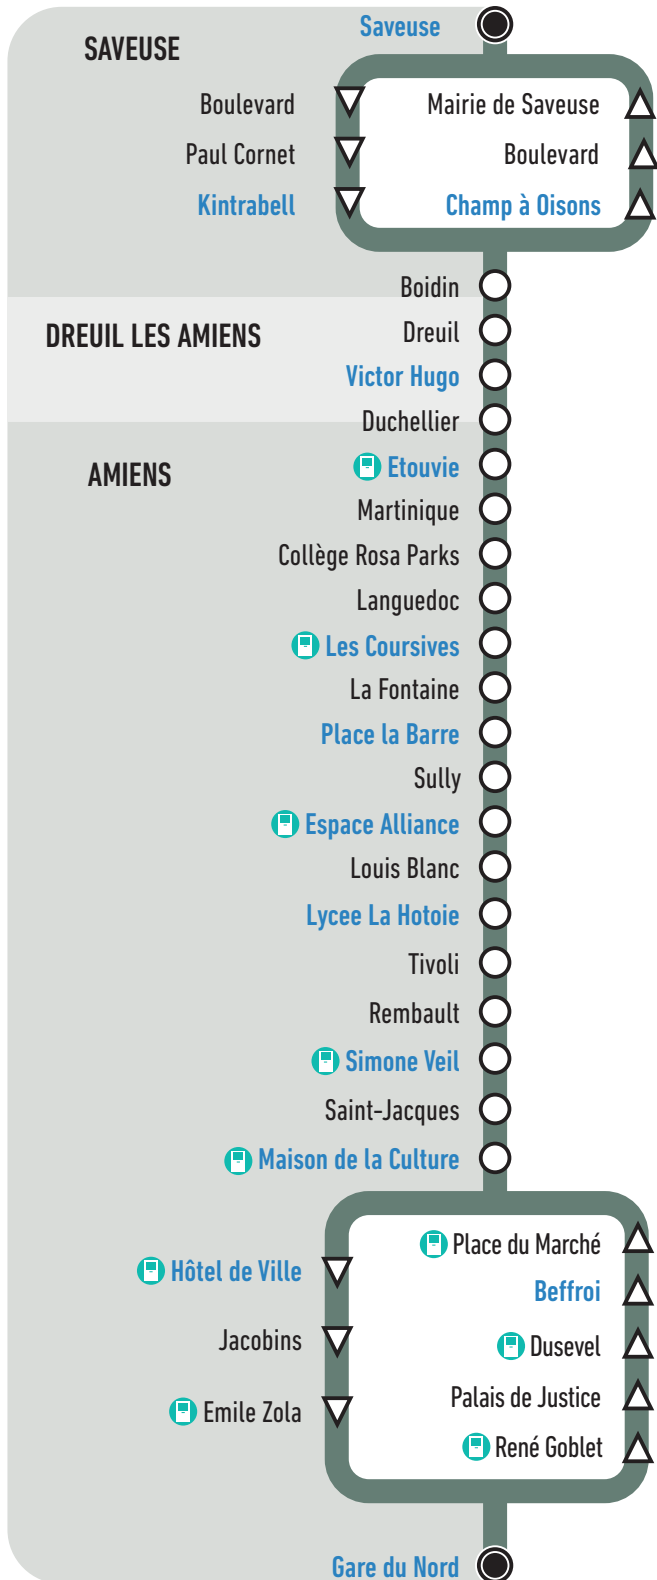 Saveuse
SAVEUSE
Boulevard
Mairie de Saveuse
Paul Cornet
Boulevard
Kintrabell
Champ à Oisons
Boidin
DREUIL LES AMIENS
Dreuil
Victor Hugo
Duchellier
AMIENS
Etouvie
Martinique
Collège Rosa Parks
Languedoc
Les Coursives
La Fontaine
Place la Barre
Sully
Espace Alliance
Louis Blanc
Lycee La Hotoie
Tivoli
Rembault
Simone Veil
Saint-Jacques
Maison de la Culture
Place du Marché
Hôtel de Ville
Beffroi
Jacobins
Dusevel
Emile Zola
Palais de Justice
René Goblet
Gare du Nord